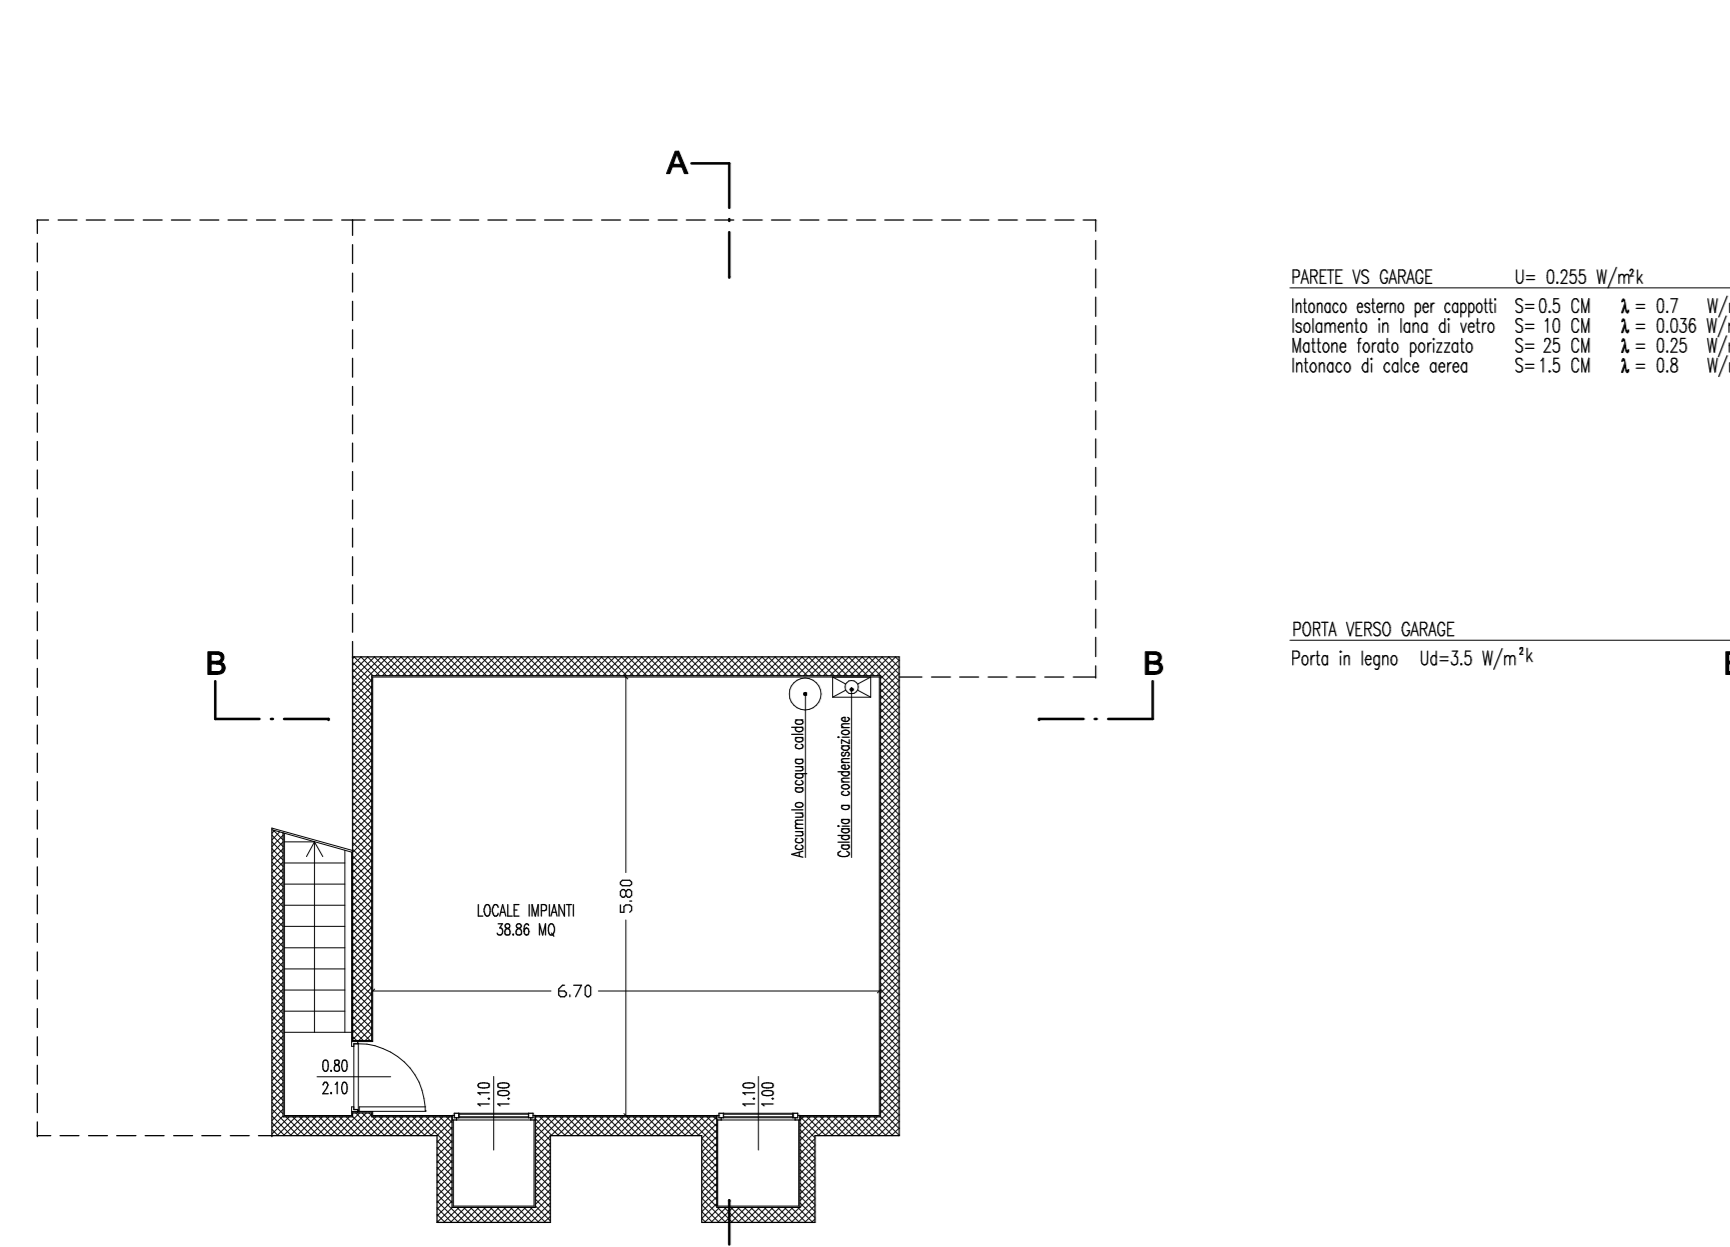 A
PARETE VS GARAGE U= 0.255 W/m²k
Intonaco esterno per cappotti S=0.5 CM λ = 0.7 W/
Isolamento in lana di vetro S= 10 CM λ = 0.036 W/
Mattone forato porizzato S= 25 CM λ = 0.25 W/
Intonaco di calce aerea S=1.5 CM λ = 0.8 W/
PORTA VERSO GARAGE
Porta in legno Ud=3.5 W/m²k
B
B
Accumulo acqua calda
Caldaia a condensazione
LOCALE IMPIANTI
38.86 MQ
5.80
6.70
0.80
2.10
1.10
1.00
1.10
1.00